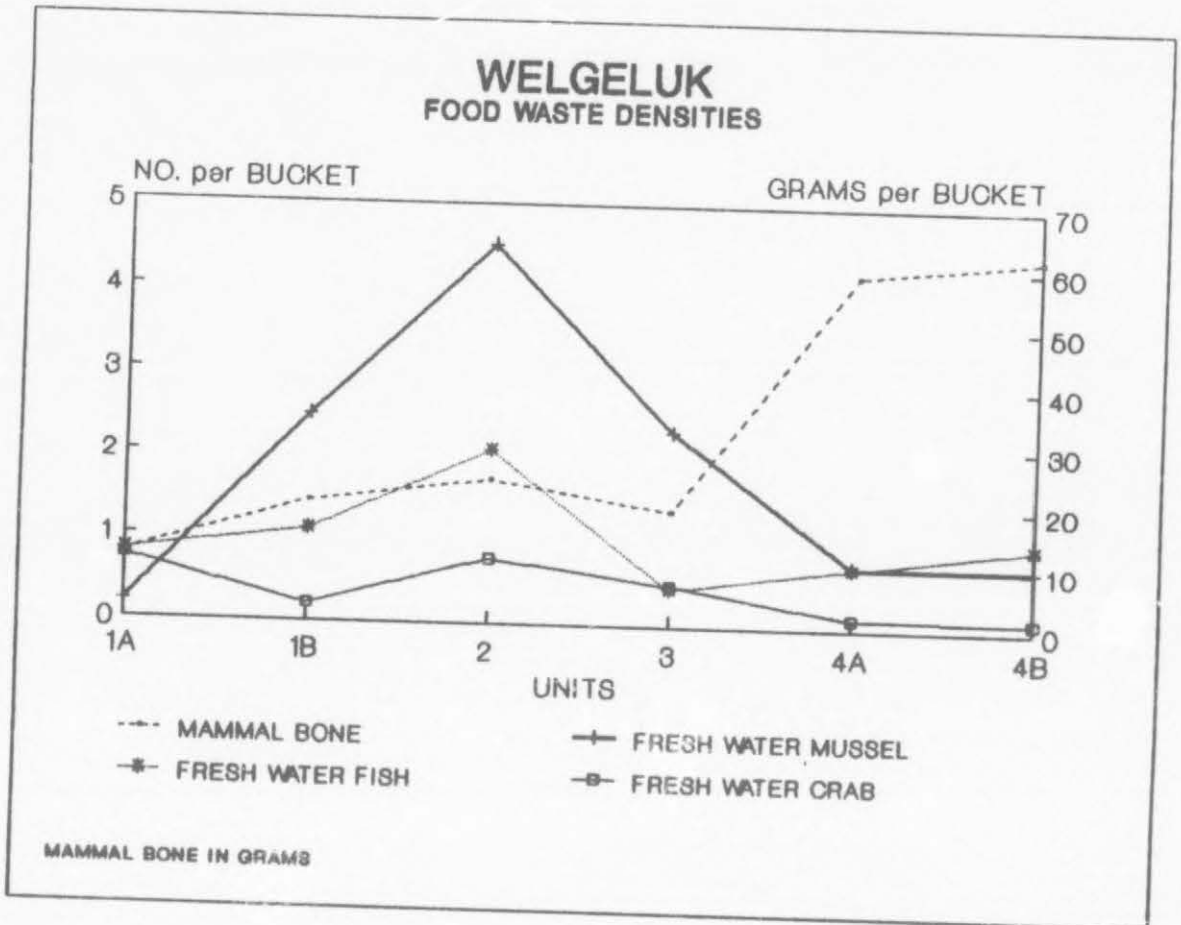 WELGELUK
FOOD WASTE DENSITIES
NO. per BUCKET
GRAMS per BUCKET
5
4
3
2
1
0
70
60
50
40
30
20
10
0
1A
1B
2
3
4A
4B
UNITS
MAMMAL BONE
FRESH WATER MUSSEL
FRESH WATER FISH
FRESH WATER CRAB
MAMMAL BONE IN GRAMS